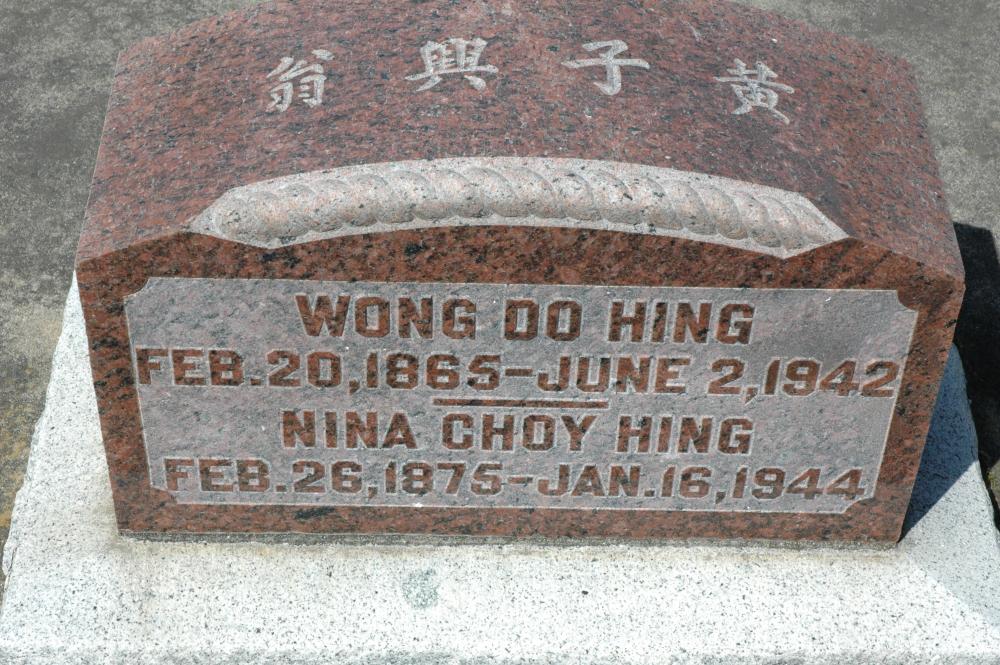 黃子興翁
WONG DO HING
FEB.20,1865-JUNE 2,1942
NINA CHOY HING
FEB.26,1875-JAN.16,1944